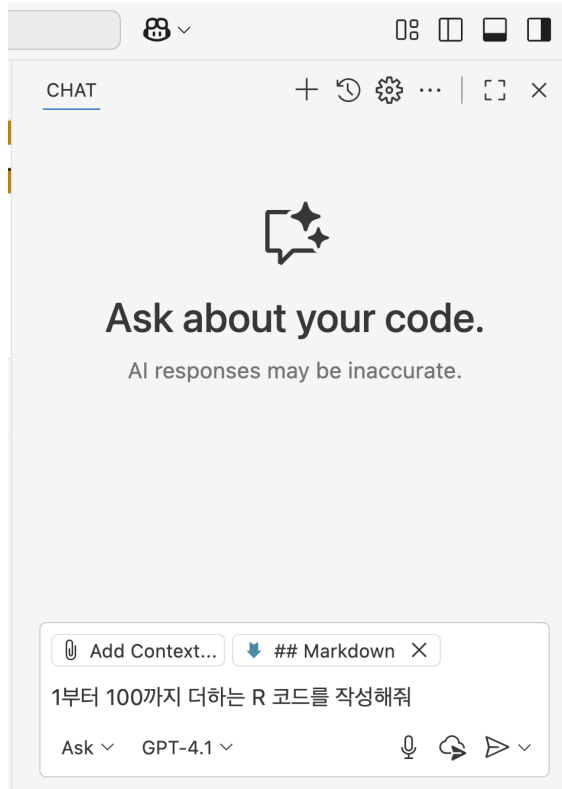 CHAT
Ask about your code.
AI responses may be inaccurate.
Add Context... ## Markdown
1부터 100까지 더하는 R 코드를 작성해줘
Ask GPT-4.1